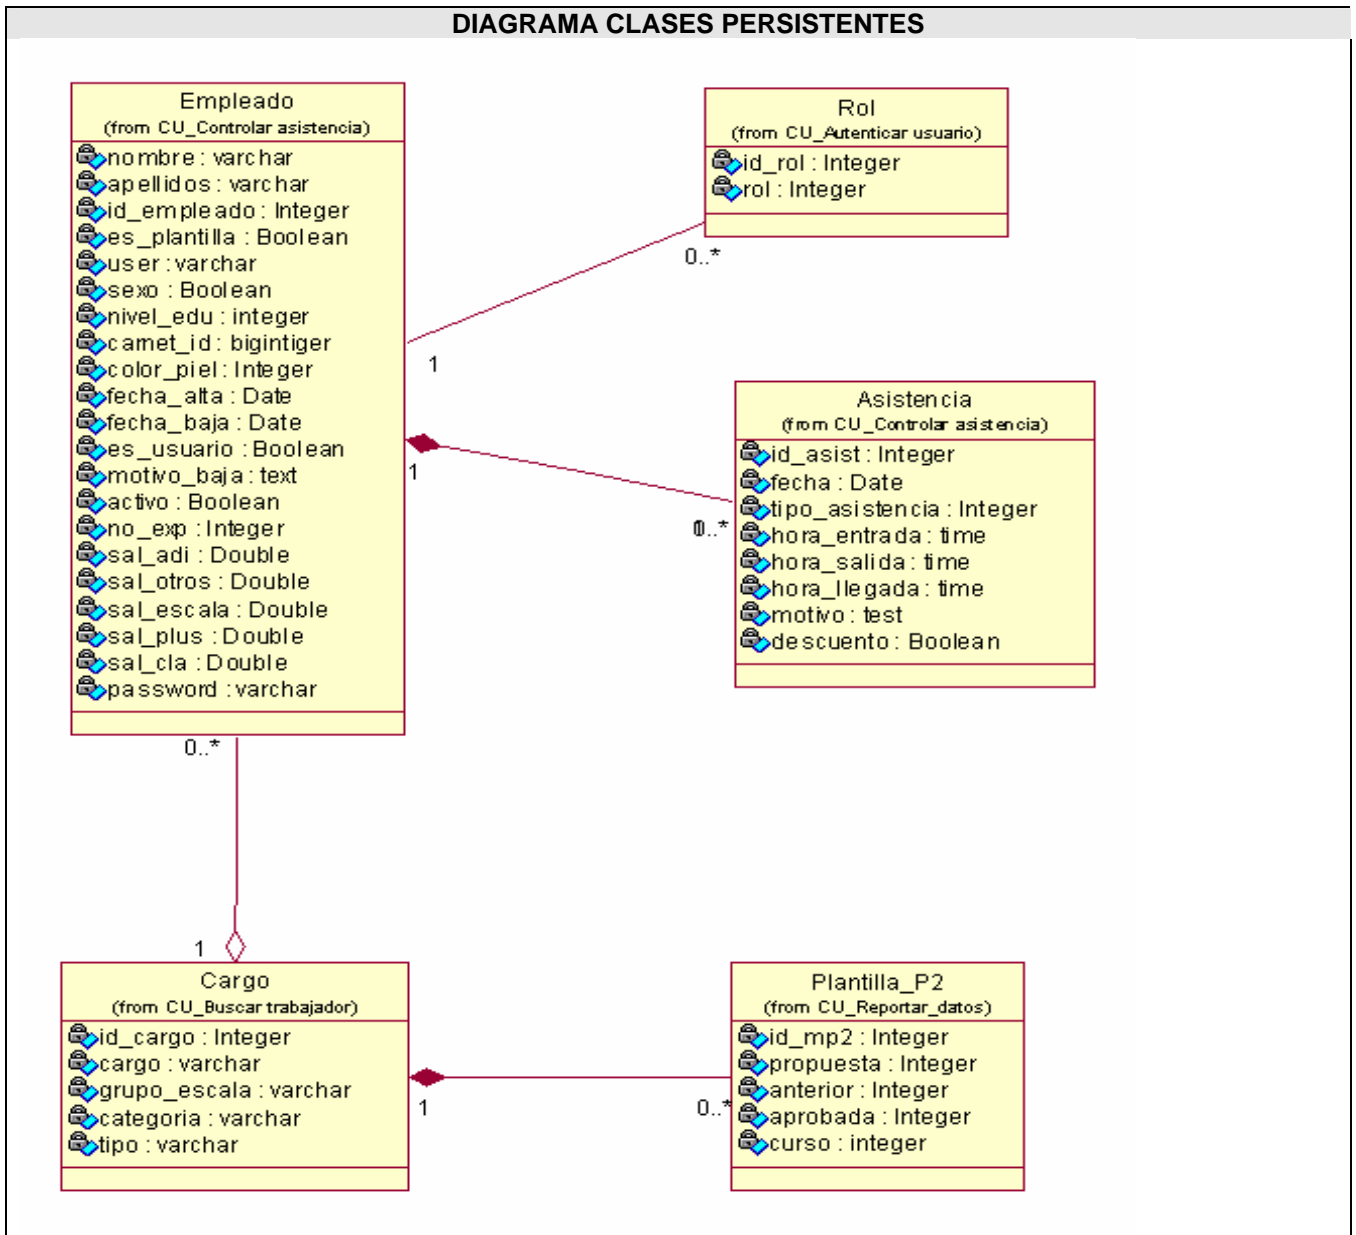 DIAGRAMA CLASES PERSISTENTES
Empleado
(from CU_Controlar asistencia)
nombre : varchar
apellidos : varchar
id_empleado : Integer
es_plantilla : Boolean
user : varchar
sexo : Boolean
nivel_edu : integer
carnet_id : bigintiger
color_piel : Integer
fecha_alta : Date
fecha_baja : Date
es_usuario : Boolean
motivo_baja : text
activo : Boolean
no_exp : Integer
sal_adi : Double
sal_otros : Double
sal_escala : Double
sal_plus : Double
sal_cla : Double
password : varchar
Rol
(from CU_Autenticar usuario)
id_rol : Integer
rol : Integer
0..*
1
Asistencia
(from CU_Controlar asistencia)
id_asist : Integer
fecha : Date
tipo_asistencia : Integer
hora_entrada : time
hora_salida : time
hora_llegada : time
motivo : test
descuento : Boolean
1
0..*
0..*
1
Cargo
(from CU_Buscar trabajador)
id_cargo : Integer
cargo : varchar
grupo_escala : varchar
categoria : varchar
tipo : varchar
1
0..*
Plantilla_P2
(from CU_Reportar_datos)
id_mp2 : Integer
propuesta : Integer
anterior : Integer
aprobada : Integer
curso : integer